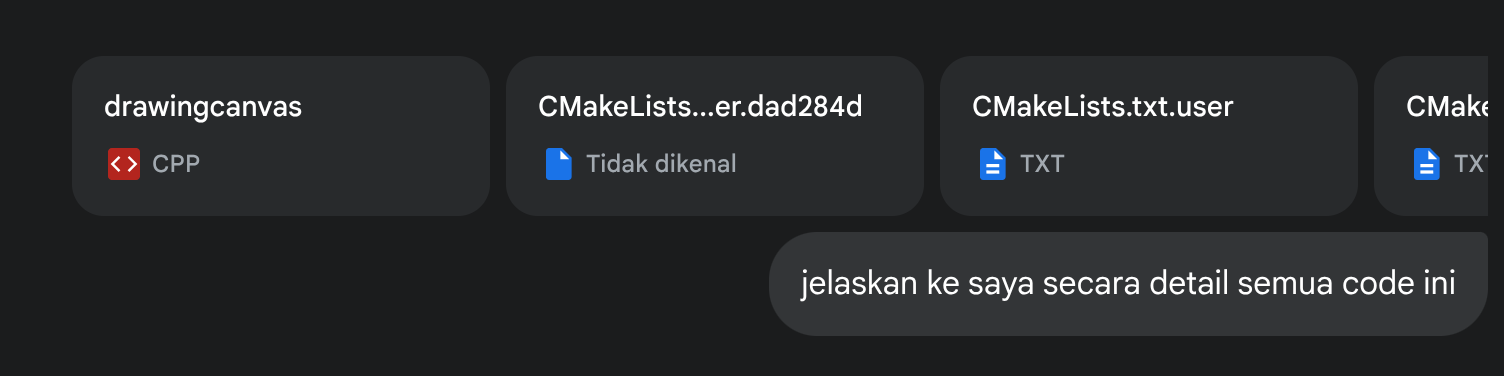 drawingcanvas
CPP
CMakeLists...er.dad284d
Tidak dikenal
CMakeLists.txt.user
TXT
CMake
TXT
jelaskan ke saya secara detail semua code ini